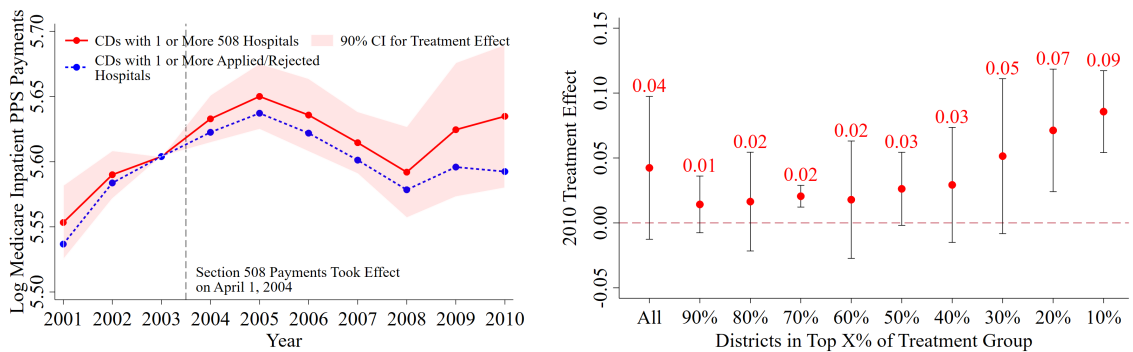 Log Medicare Inpatient PPS Payments
5.70
5.65
5.60
5.55
5.50
CDs with 1 or More 508 Hospitals
90% CI for Treatment Effect
CDs with 1 or More Applied/Rejected
Hospitals
Section 508 Payments Took Effect
on April 1, 2004
2001 2002 2003 2004 2005 2006 2007 2008 2009 2010
Year
2010 Treatment Effect
0.15
0.10
0.05
0.00
-0.05
0.04
0.01
0.02
0.02
0.02
0.03
0.03
0.05
0.07
0.09
All 90% 80% 70% 60% 50% 40% 30% 20% 10%
Districts in Top X% of Treatment Group